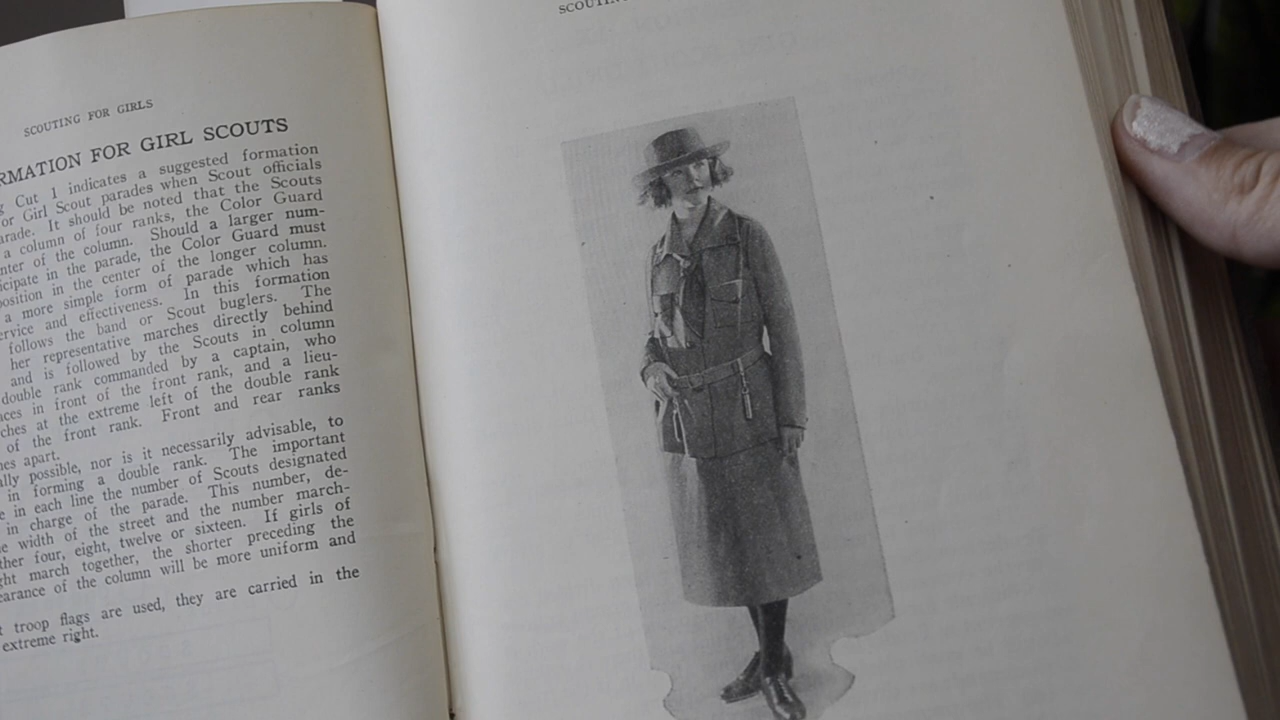 SCOUTING FOR GIRLS
RMATION FOR GIRL SCOUTS
Cut 1 indicates a suggested formation
or Girl Scout parades when Scout officials
arade. It should be noted that the Scouts
a column of four ranks, the Color Guard
nter of the column. Should a larger num-
icipate in the parade, the Color Guard must
position in the center of the longer column.
a more simple form of parade which has
ervice and effectiveness. In this formation
follows the band or Scout buglers. The
her representative marches directly behind
and is followed by the Scouts in column
double rank commanded by a captain, who
aces in front of the front rank, and a lieu-
ches at the extreme left of the double rank
of the front rank. Front and rear ranks
hes apart.
ally possible, nor is it necessarily advisable, to
in forming a double rank. The important
e in each line the number of Scouts designated
in charge of the parade. This number, de-
e width of the street and the number march-
ther four, eight, twelve or sixteen. If girls of
ght march together, the shorter preceding the
earance of the column will be more uniform and
t troop flags are used, they are carried in the
extreme right.
SCOUTING